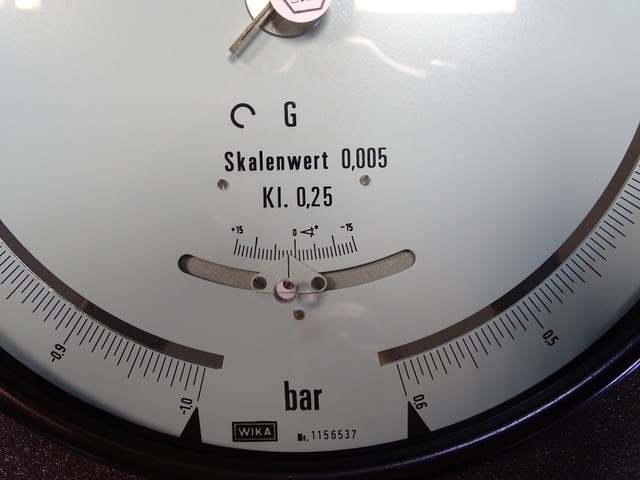 G
Skalenwert 0,005
Kl. 0,25
+15 0 ∢° -15
-0,9
0,5
-1,0
0,6
bar
WIKA Nr. 1156537